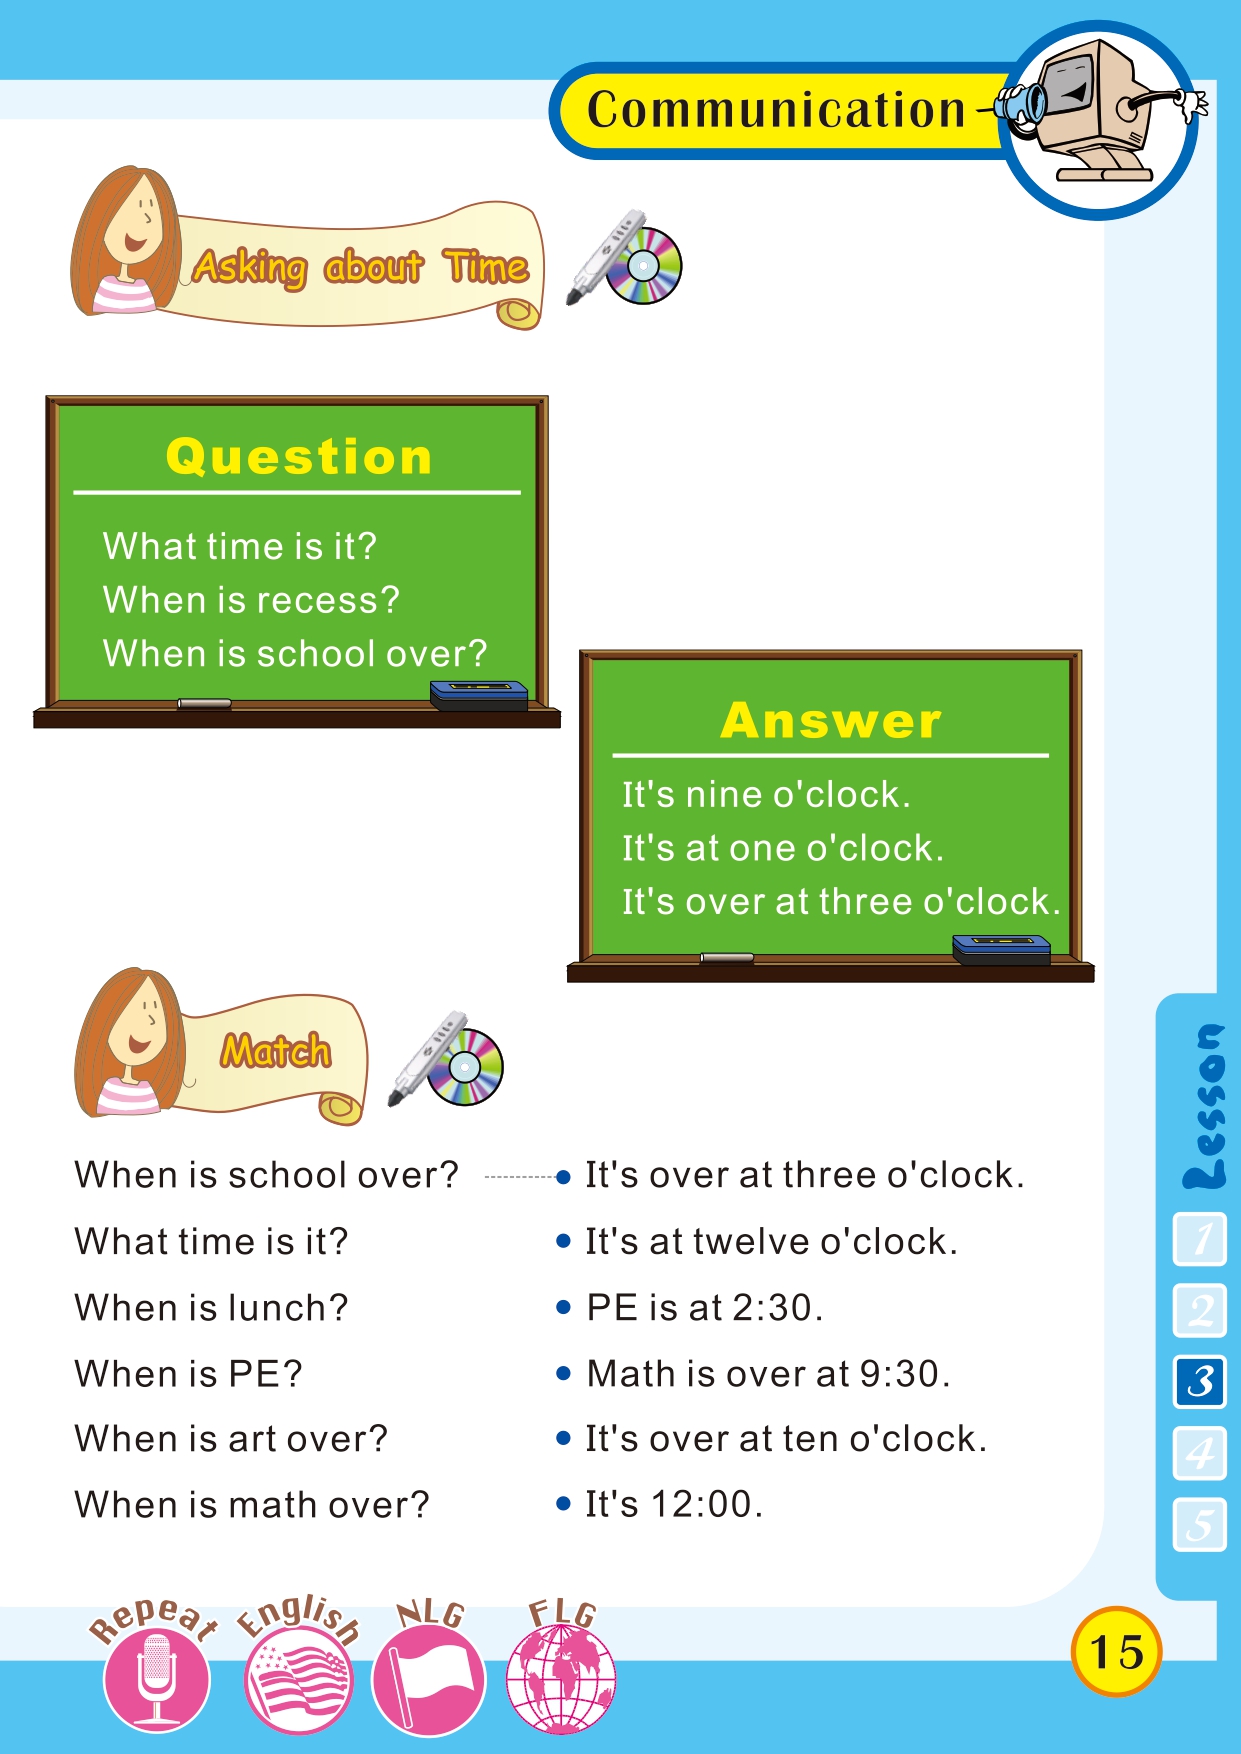 Communication
Asking about Time
Question
What time is it?
When is recess?
When is school over?
Answer
It's nine o'clock.
It's at one o'clock.
It's over at three o'clock.
Match
When is school over? It's over at three o'clock.
What time is it? It's at twelve o'clock.
When is lunch? PE is at 2:30.
When is PE? Math is over at 9:30.
When is art over? It's over at ten o'clock.
When is math over? It's 12:00.
Lesson
1
2
3
4
5
Repeat
English
NLG
FLG
15